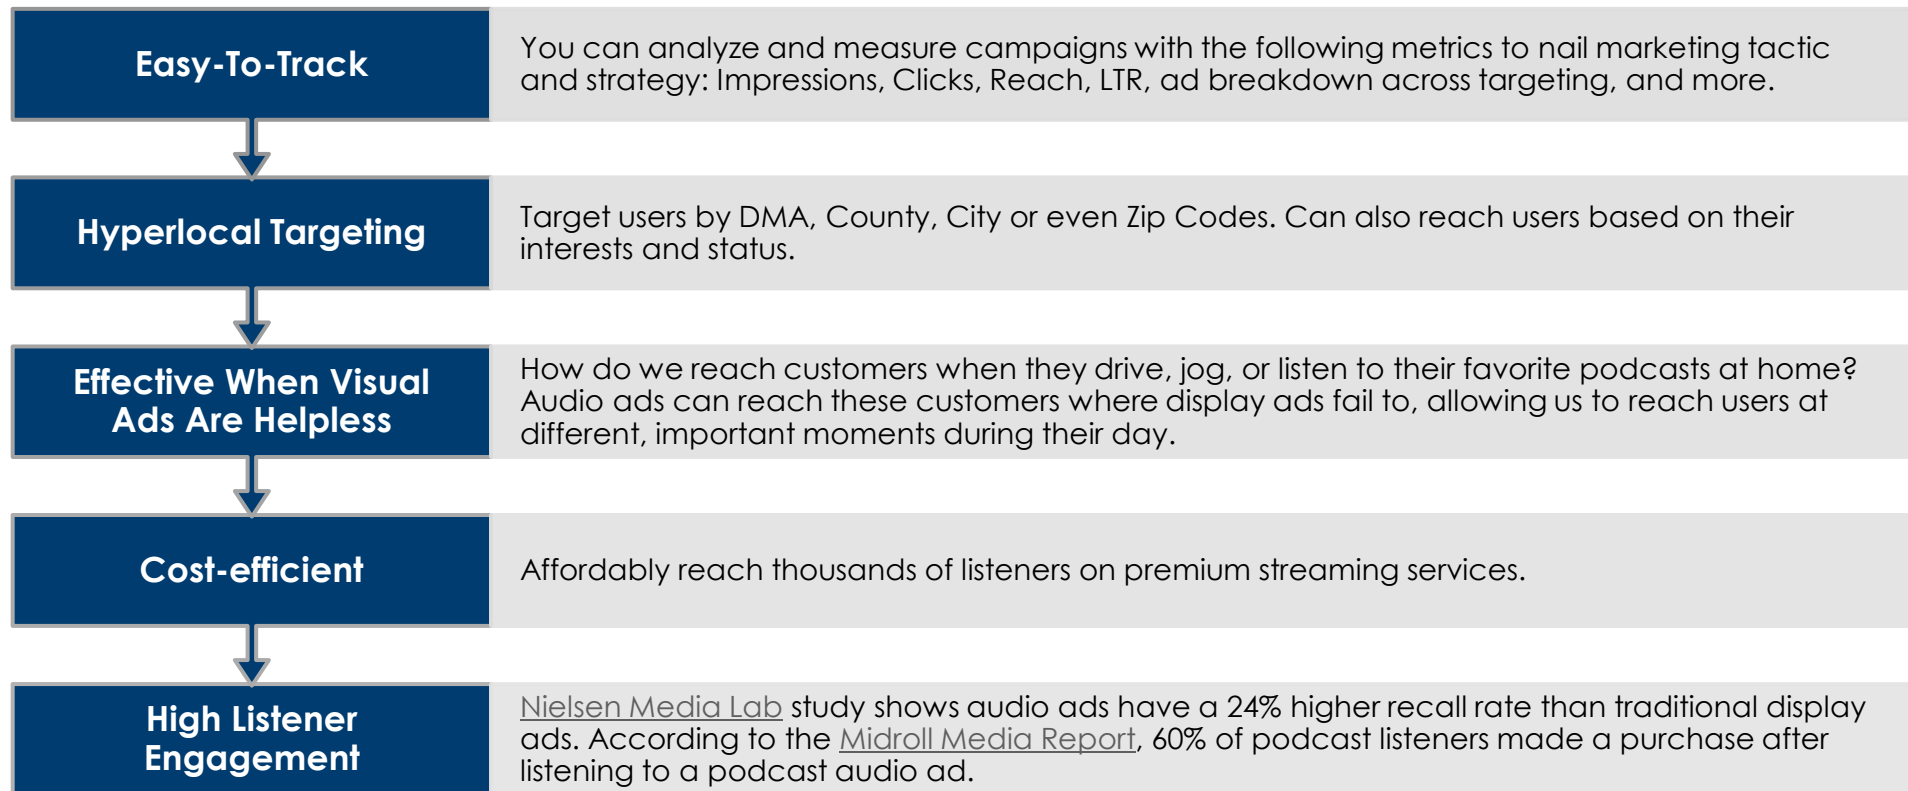 Easy-To-Track
You can analyze and measure campaigns with the following metrics to nail marketing tactic
and strategy: Impressions, Clicks, Reach, LTR, ad breakdown across targeting, and more.
Hyperlocal Targeting
Target users by DMA, County, City or even Zip Codes. Can also reach users based on their
interests and status.
Effective When Visual
Ads Are Helpless
How do we reach customers when they drive, jog, or listen to their favorite podcasts at home?
Audio ads can reach these customers where display ads fail to, allowing us to reach users at
different, important moments during their day.
Cost-efficient
Affordably reach thousands of listeners on premium streaming services.
High Listener
Engagement
Nielsen Media Lab study shows audio ads have a 24% higher recall rate than traditional display
ads. According to the Midroll Media Report, 60% of podcast listeners made a purchase after
listening to a podcast audio ad.